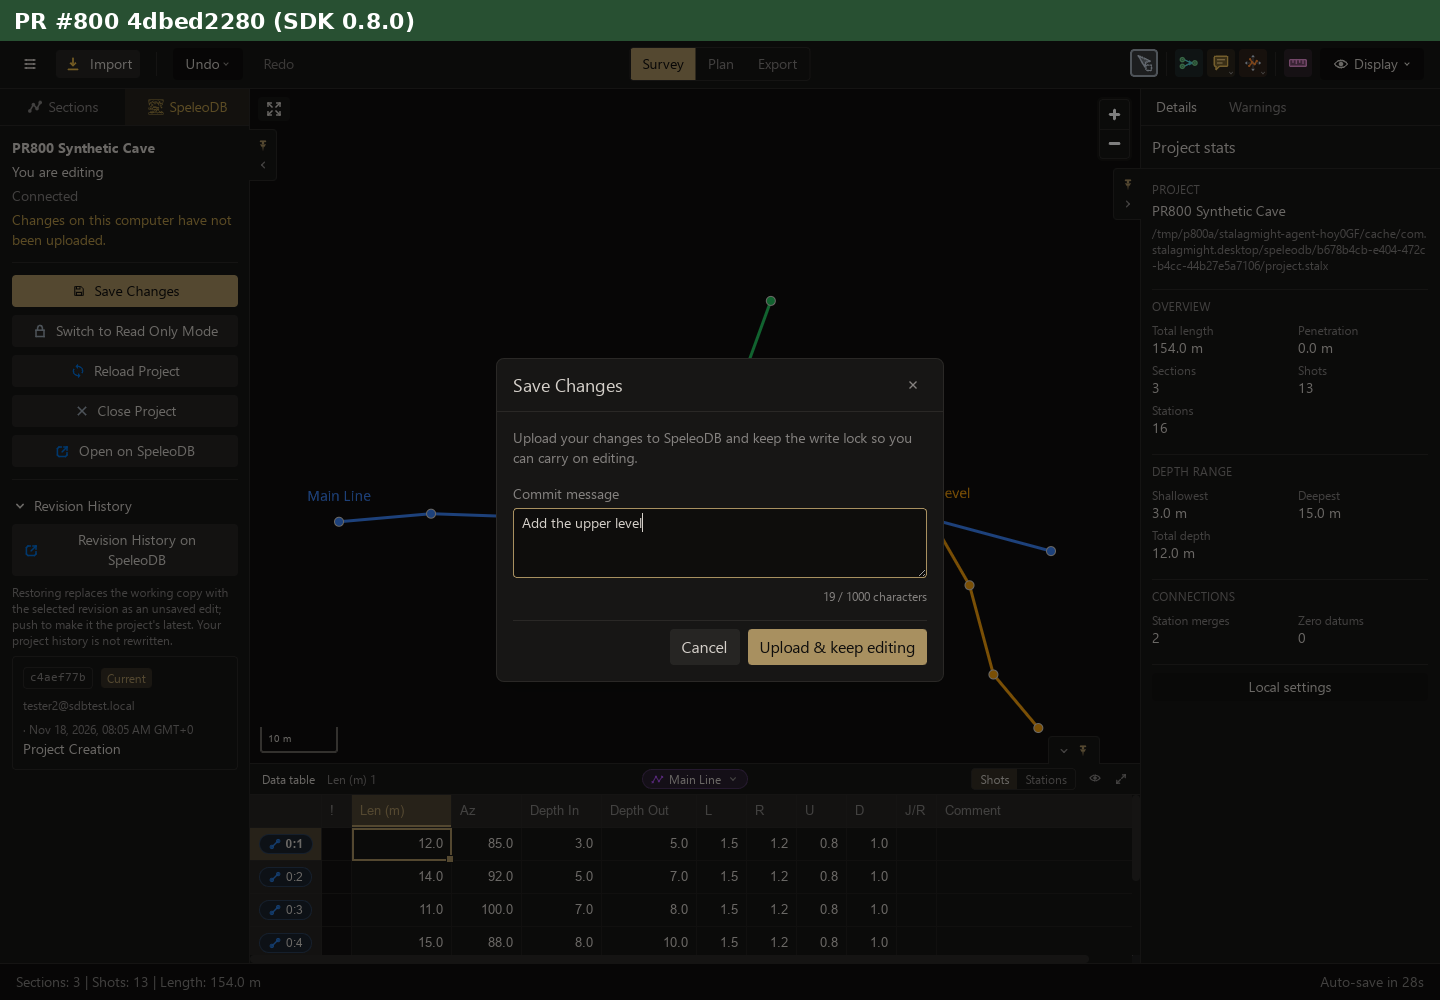 PR #800 4dbed2280 (SDK 0.8.0)
Import
Undo
Redo
Survey
Plan
Export
Display
Sections
SpeleoDB
PR800 Synthetic Cave
You are editing
Connected
Changes on this computer have not
been uploaded.
Save Changes
Switch to Read Only Mode
Reload Project
Close Project
Open on SpeleoDB
Revision History
Revision History on
SpeleoDB
Restoring replaces the working copy with
the selected revision as an unsaved edit;
push to make it the project's latest. Your
project history is not rewritten.
c4aef77b
Current
tester2@sdbtest.local
· Nov 18, 2026, 08:05 AM GMT+0
Project Creation
Main Line
evel
10 m
Save Changes
Upload your changes to SpeleoDB and keep the write lock so you
can carry on editing.
Commit message
Add the upper level
19 / 1000 characters
Cancel
Upload & keep editing
Data table
Len (m) 1
Main Line
Shots
Stations
! Len (m) Az Depth In Depth Out L R U D J/R Comment
0:1 12.0 85.0 3.0 5.0 1.5 1.2 0.8 1.0
0:2 14.0 92.0 5.0 7.0 1.5 1.2 0.8 1.0
0:3 11.0 100.0 7.0 8.0 1.5 1.2 0.8 1.0
0:4 15.0 88.0 8.0 10.0 1.5 1.2 0.8 1.0
Details
Warnings
Project stats
PROJECT
PR800 Synthetic Cave
/tmp/p800a/stalagmight-agent-hoy0GF/cache/com.
stalagmight.desktop/speleodb/b678b4cb-e404-472c
-b4cc-44b27e5a7106/project.stalx
OVERVIEW
Total length
154.0 m
Penetration
0.0 m
Sections
3
Shots
13
Stations
16
DEPTH RANGE
Shallowest
3.0 m
Deepest
15.0 m
Total depth
12.0 m
CONNECTIONS
Station merges
2
Zero datums
0
Local settings
Sections: 3 | Shots: 13 | Length: 154.0 m
Auto-save in 28s